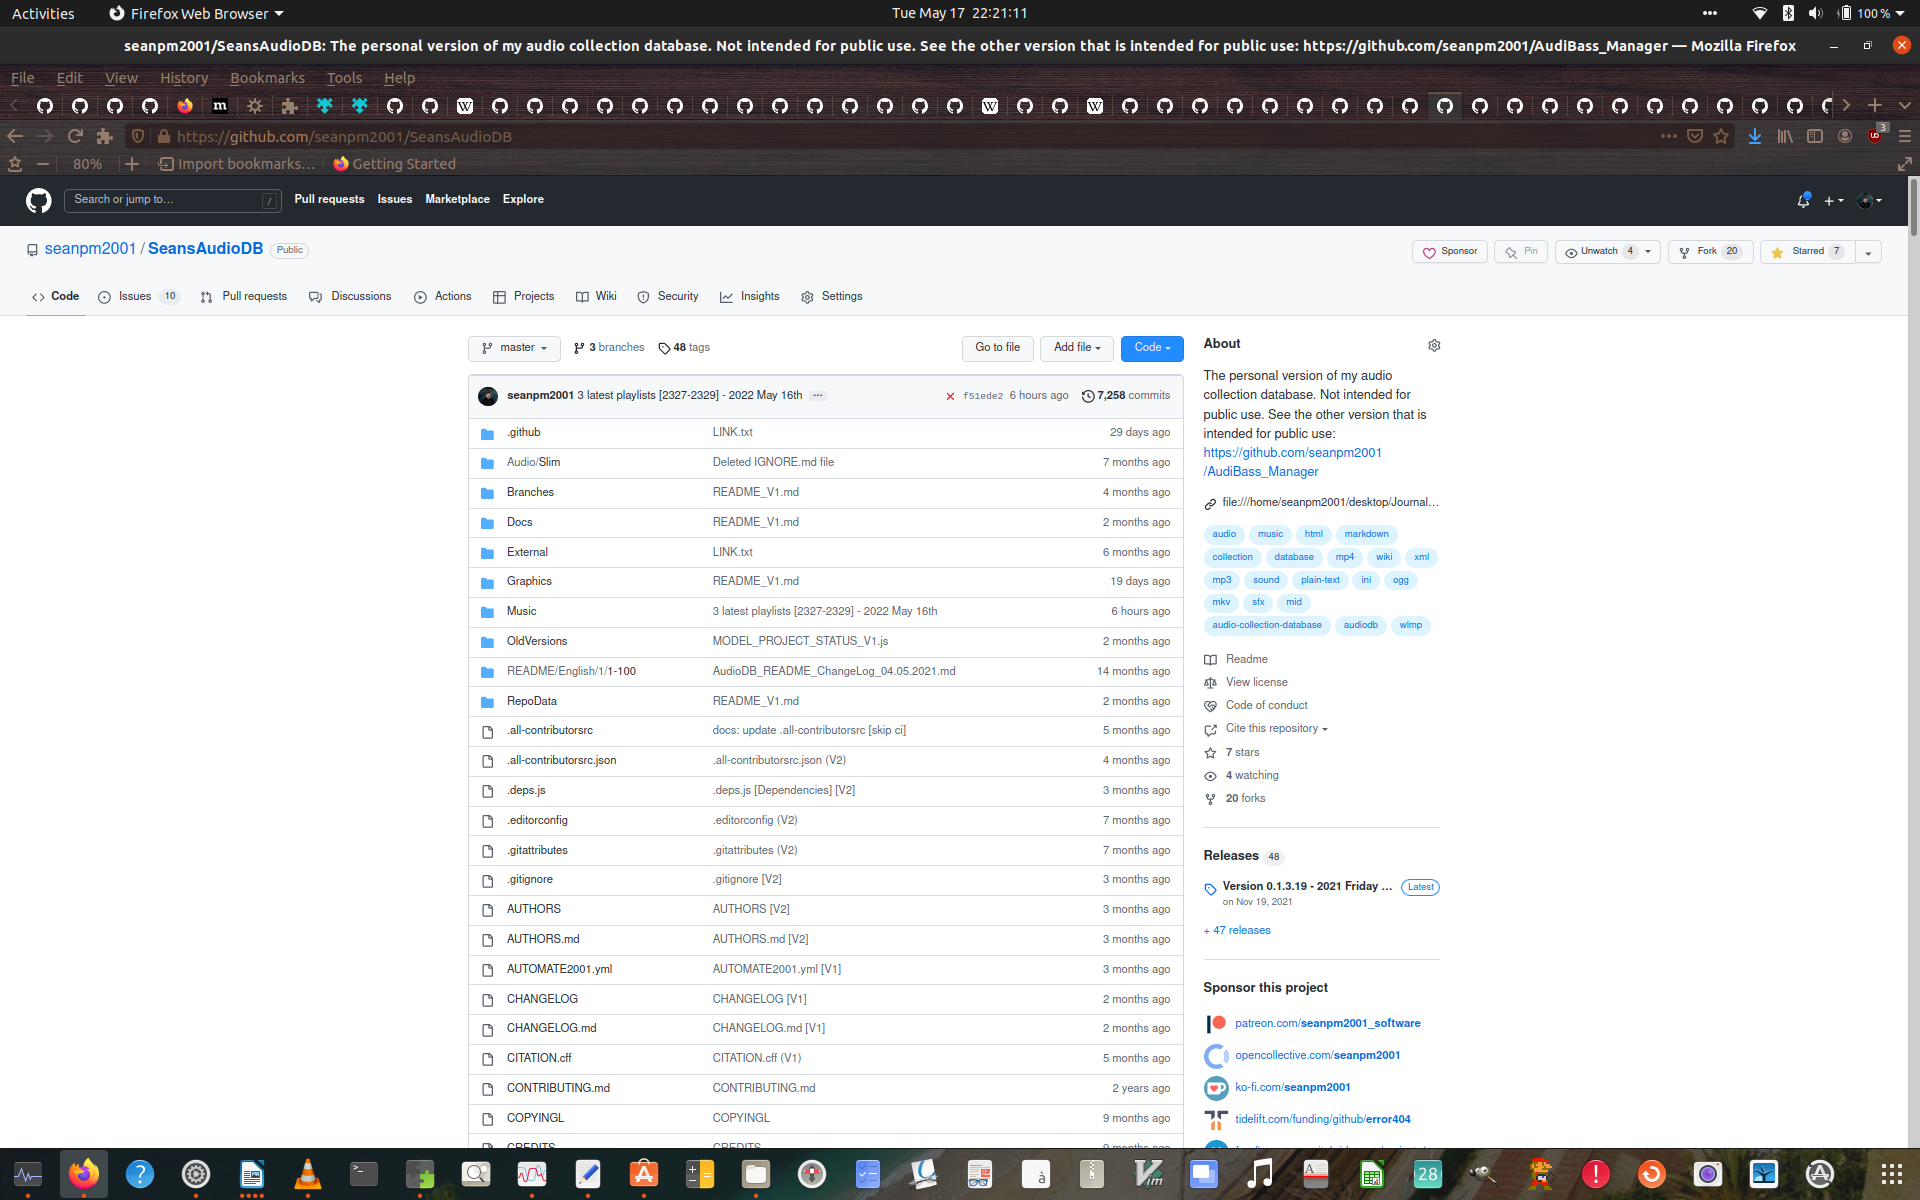 Activities
Firefox Web Browser
Tue May 17 22:21:11
100 %
seanpm2001/SeansAudioDB: The personal version of my audio collection database. Not intended for public use. See the other version that is intended for public use: https://github.com/seanpm2001/AudiBass_Manager — Mozilla Firefox
File Edit View History Bookmarks Tools Help
https://github.com/seanpm2001/SeansAudioDB
3
80%
Import bookmarks…
Getting Started
Search or jump to…
/
Pull requests Issues Marketplace Explore
seanpm2001 / SeansAudioDB Public
Sponsor
Pin
Unwatch 4
Fork 20
Starred 7
Code
Issues 10
Pull requests
Discussions
Actions
Projects
Wiki
Security
Insights
Settings
master
3 branches
48 tags
Go to file
Add file
Code
seanpm2001 3 latest playlists [2327-2329] - 2022 May 16th ... f51ede2 6 hours ago 7,258 commits
.github LINK.txt 29 days ago
Audio/Slim Deleted IGNORE.md file 7 months ago
Branches README_V1.md 4 months ago
Docs README_V1.md 2 months ago
External LINK.txt 6 months ago
Graphics README_V1.md 19 days ago
Music 3 latest playlists [2327-2329] - 2022 May 16th 6 hours ago
OldVersions MODEL_PROJECT_STATUS_V1.js 2 months ago
README/English/1/1-100 AudioDB_README_ChangeLog_04.05.2021.md 14 months ago
RepoData README_V1.md 2 months ago
.all-contributorsrc docs: update .all-contributorsrc [skip ci] 5 months ago
.all-contributorsrc.json .all-contributorsrc.json (V2) 4 months ago
.deps.js .deps.js [Dependencies] [V2] 3 months ago
.editorconfig .editorconfig (V2) 7 months ago
.gitattributes .gitattributes (V2) 7 months ago
.gitignore .gitignore [V2] 3 months ago
AUTHORS AUTHORS [V2] 3 months ago
AUTHORS.md AUTHORS.md [V2] 3 months ago
AUTOMATE2001.yml AUTOMATE2001.yml [V1] 3 months ago
CHANGELOG CHANGELOG [V1] 2 months ago
CHANGELOG.md CHANGELOG.md [V1] 2 months ago
CITATION.cff CITATION.cff (V1) 5 months ago
CONTRIBUTING.md CONTRIBUTING.md 2 years ago
COPYINGL COPYINGL 9 months ago
CREDITS CREDITS 9 months ago
About
The personal version of my audio
collection database. Not intended for
public use. See the other version that is
intended for public use:
https://github.com/seanpm2001
/AudiBass_Manager
file:///home/seanpm2001/desktop/Journal…
audio music html markdown
collection database mp4 wiki xml
mp3 sound plain-text ini ogg
mkv sfx mid
audio-collection-database audiodb wlmp
Readme
View license
Code of conduct
Cite this repository
7 stars
4 watching
20 forks
Releases 48
Version 0.1.3.19 - 2021 Friday ... Latest
on Nov 19, 2021
+ 47 releases
Sponsor this project
patreon.com/seanpm2001_software
opencollective.com/seanpm2001
ko-fi.com/seanpm2001
tidelift.com/funding/github/error404
28